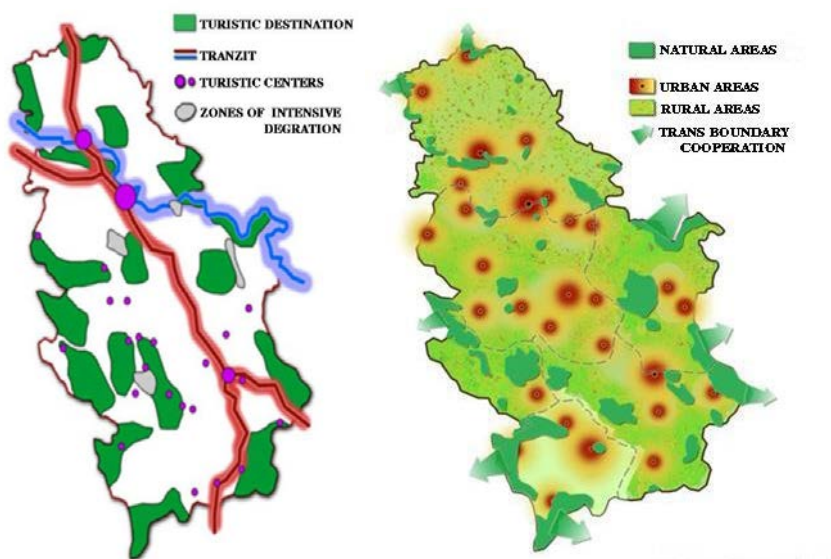 TURISTIC DESTINATION
TRANZIT
TURISTIC CENTERS
ZONES OF INTENSIVE
DEGRATION
NATURAL AREAS
URBAN AREAS
RURAL AREAS
TRANS BOUNDARY
COOPERATION